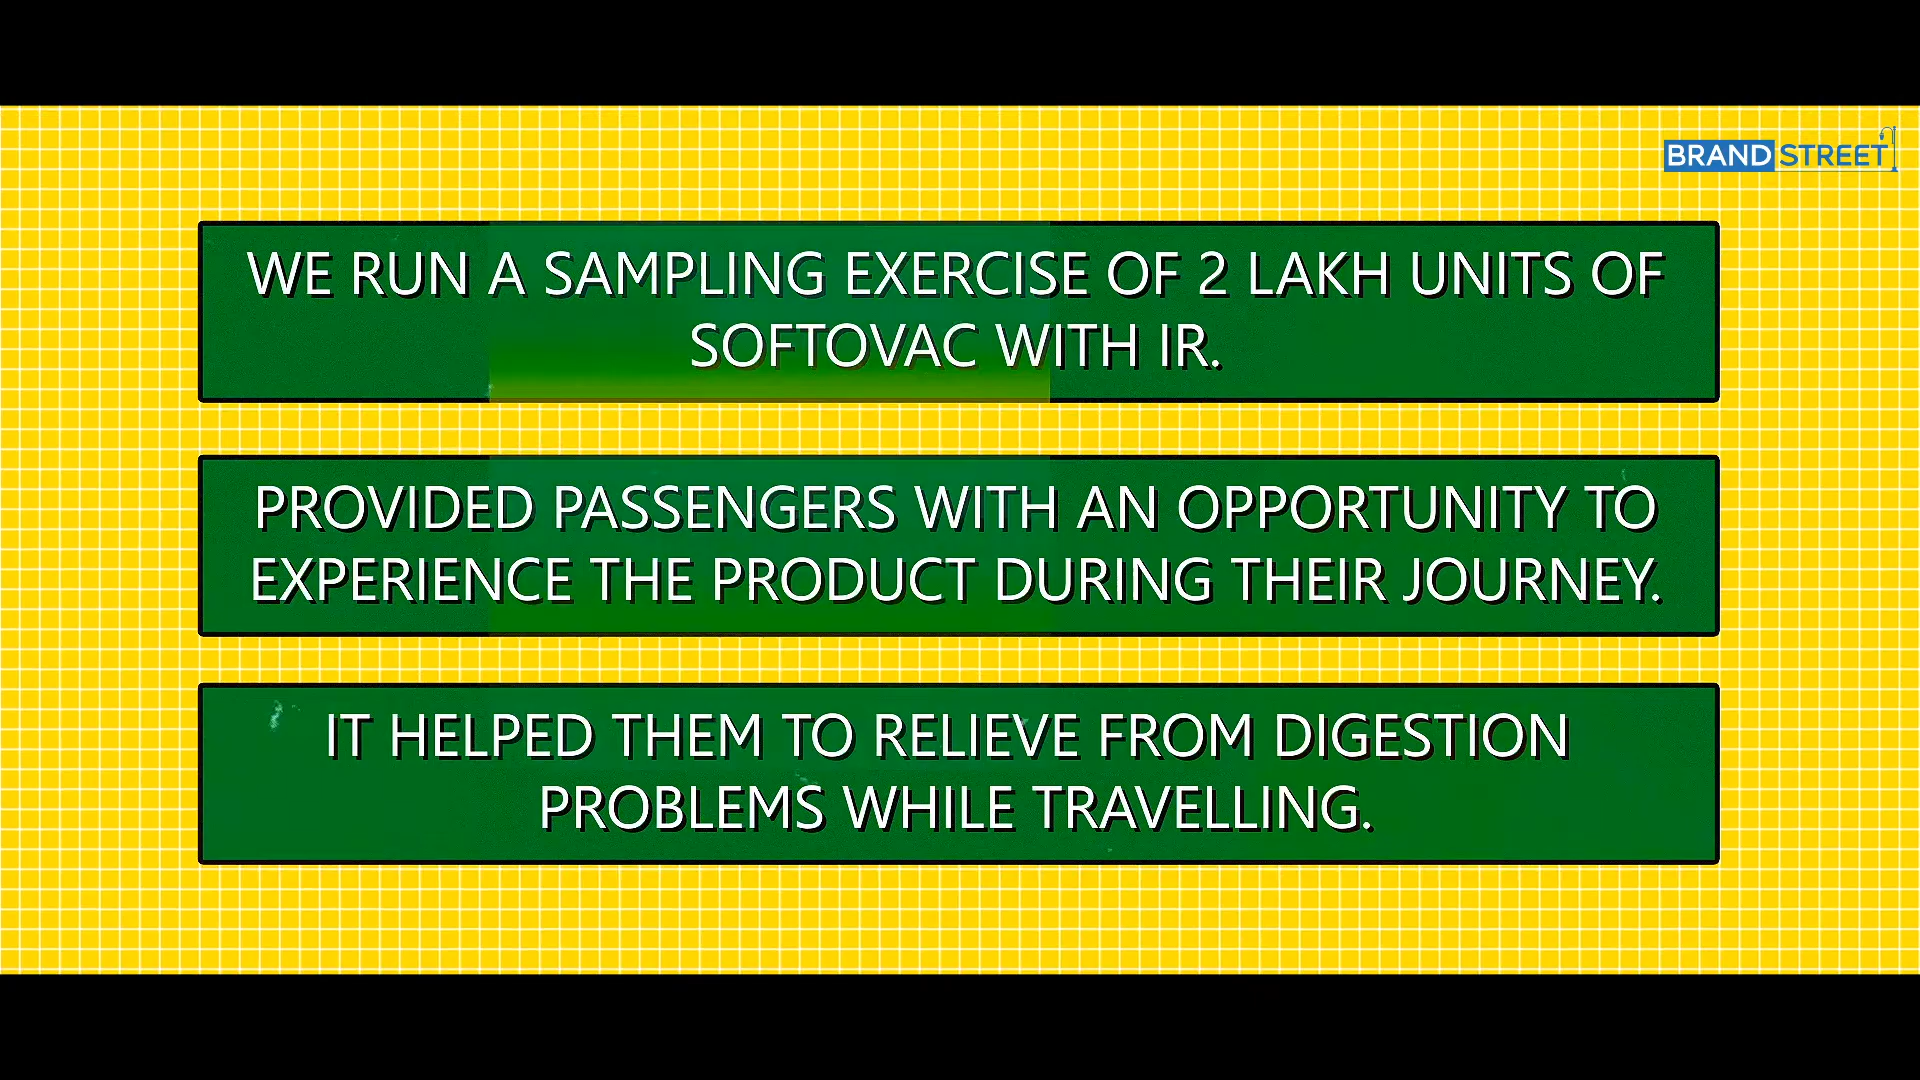 BRAND STREET
WE RUN A SAMPLING EXERCISE OF 2 LAKH UNITS OF
SOFTOVAC WITH IR.
PROVIDED PASSENGERS WITH AN OPPORTUNITY TO
EXPERIENCE THE PRODUCT DURING THEIR JOURNEY.
IT HELPED THEM TO RELIEVE FROM DIGESTION
PROBLEMS WHILE TRAVELLING.